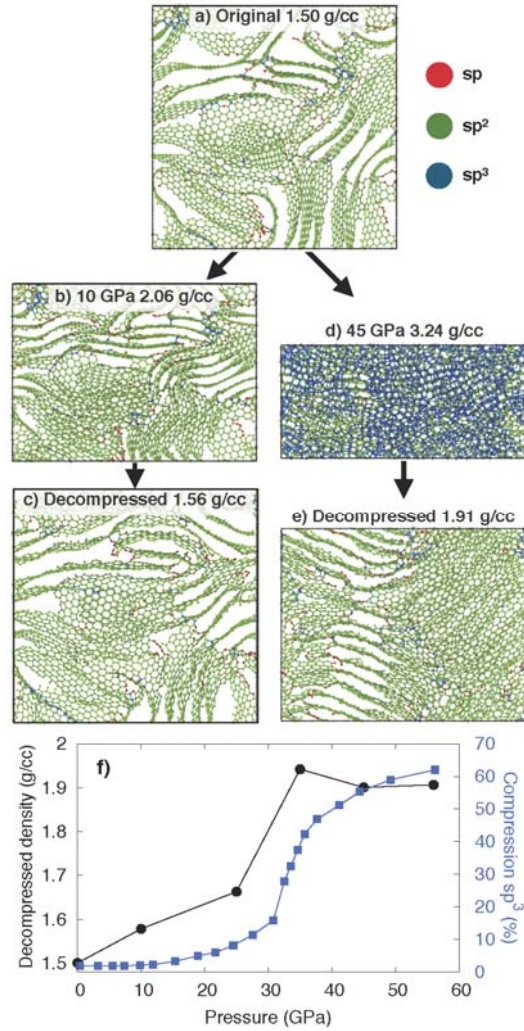 a) Original 1.50 g/cc
sp
sp²
sp³
b) 10 GPa 2.06 g/cc
d) 45 GPa 3.24 g/cc
c) Decompressed 1.56 g/cc
e) Decompressed 1.91 g/cc
f)
Decompressed density (g/cc)
2
1.9
1.8
1.7
1.6
1.5
70
60
50
40
30
20
10
0
Compression sp³ (%)
0 10 20 30 40 50 60
Pressure (GPa)